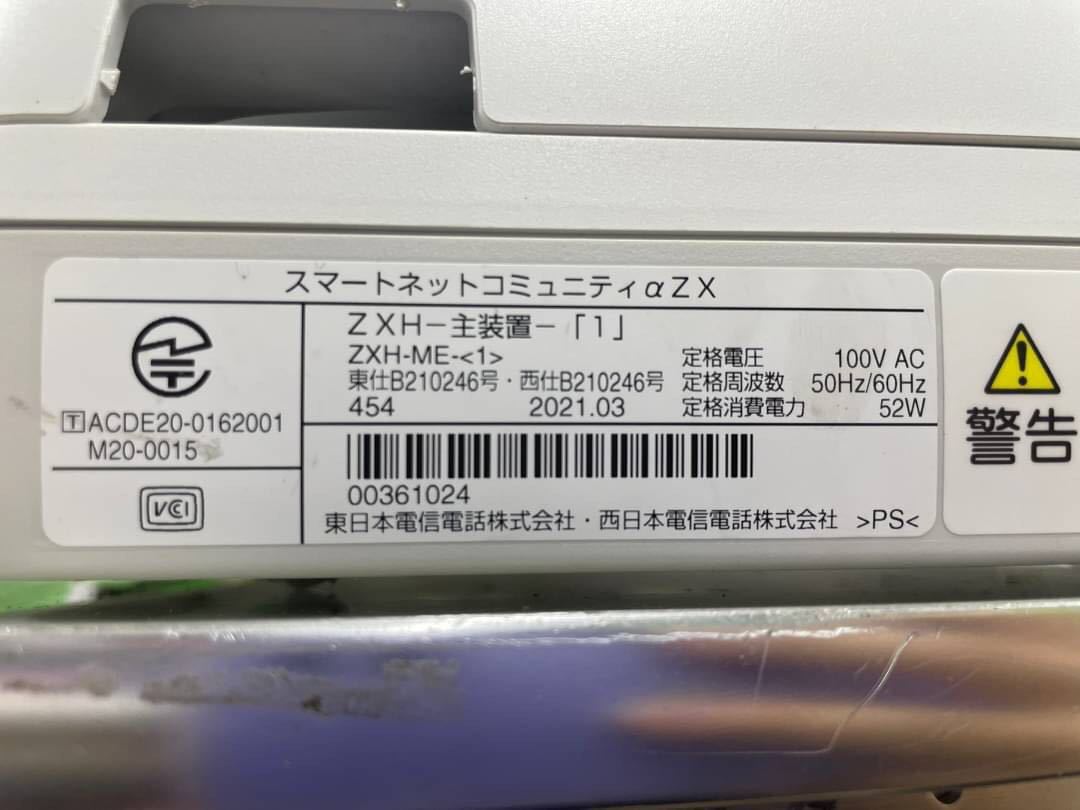 スマートネットコミュニティαZX
ZXH−主装置−「1」
ZXH-ME-<1>
東仕B210246号・西仕B210246号
454 2021.03
定格電圧 100V AC
定格周波数 50Hz/60Hz
定格消費電力 52W
TACDE20-0162001
M20-0015
VCI
00361024
東日本電信電話株式会社・西日本電信電話株式会社 >PS<
警告